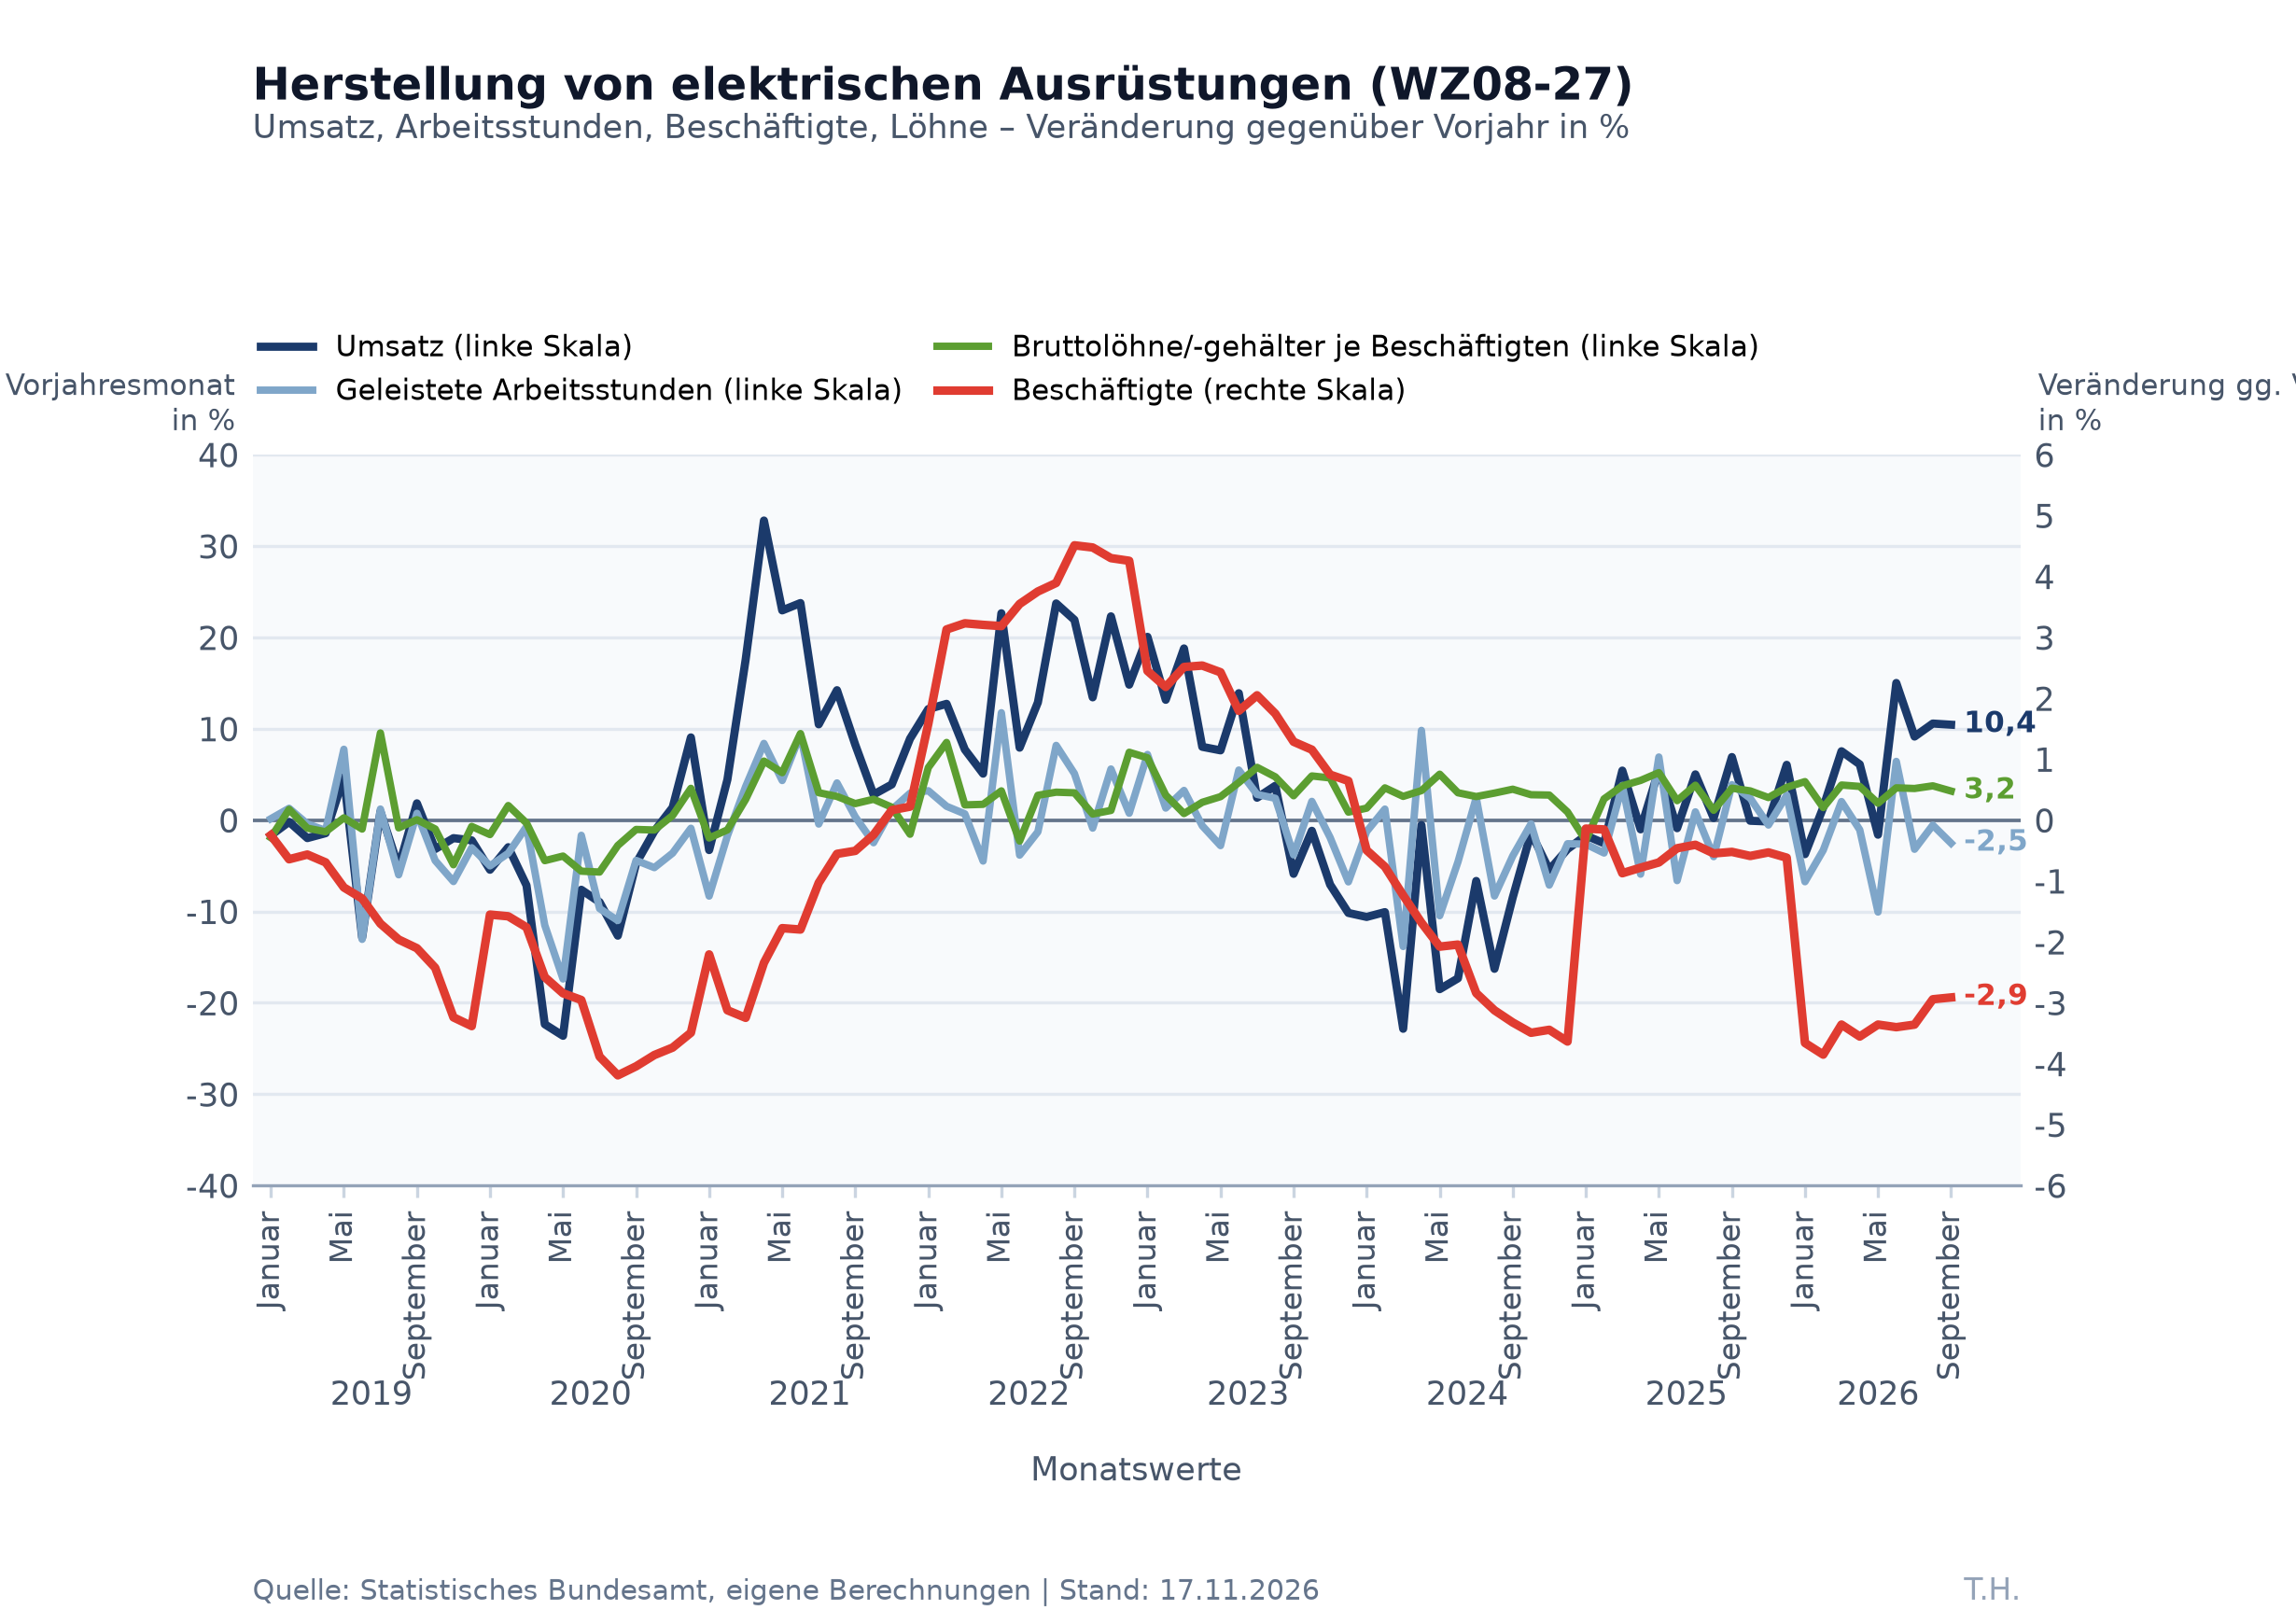 Herstellung von elektrischen Ausrüstungen (WZ08-27)
Umsatz, Arbeitsstunden, Beschäftigte, Löhne – Veränderung gegenüber Vorjahr in %
Umsatz (linke Skala)
Geleistete Arbeitsstunden (linke Skala)
Bruttolöhne/-gehälter je Beschäftigten (linke Skala)
Beschäftigte (rechte Skala)
Vorjahresmonat
in %
Veränderung gg.
in %
40
30
20
10
0
-10
-20
-30
-40
6
5
4
3
2
1
0
-1
-2
-3
-4
-5
-6
10,4
3,2
-2,5
-2,9
Januar
Mai
September
Januar
Mai
September
Januar
Mai
September
Januar
Mai
September
Januar
Mai
September
Januar
Mai
September
Januar
Mai
September
Januar
Mai
September
2019
2020
2021
2022
2023
2024
2025
2026
Monatswerte
Quelle: Statistisches Bundesamt, eigene Berechnungen | Stand: 17.11.2026
T.H.